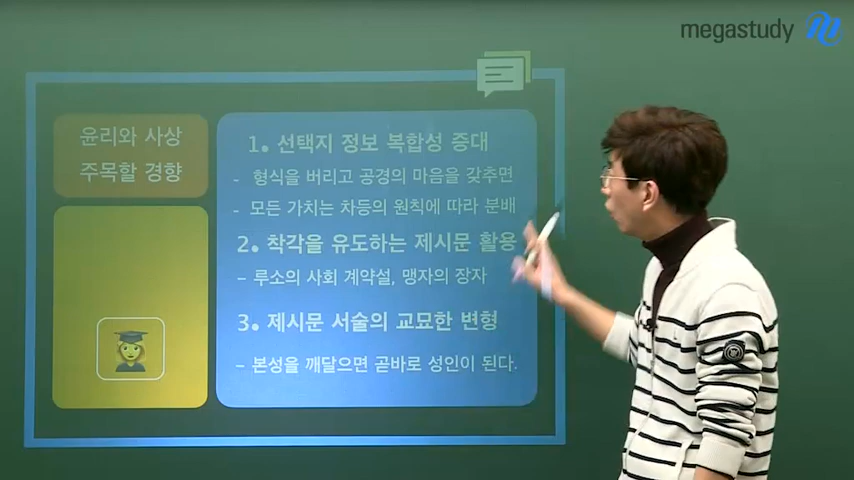 megastudy
윤리와 사상
주목할 경향
1. 선택지 정보 복합성 증대
- 형식을 버리고 공경의 마음을 갖추면
- 모든 가치는 차등의 원칙에 따라 분배
2. 착각을 유도하는 제시문 활용
- 루소의 사회 계약설, 맹자의 장자
3. 제시문 서술의 교묘한 변형
- 본성을 깨달으면 곧바로 성인이 된다.